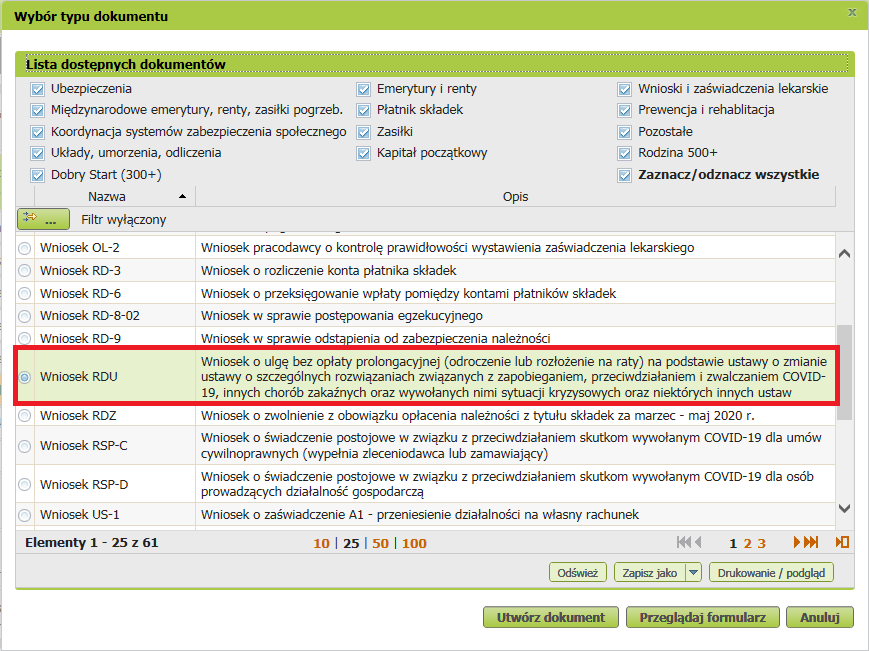 Wybór typu dokumentu x
Lista dostępnych dokumentów
Ubezpieczenia Emerytury i renty Wnioski i zaświadczenia lekarskie
Międzynarodowe emerytury, renty, zasiłki pogrzeb. Płatnik składek Prewencja i rehablitacja
Koordynacja systemów zabezpieczenia społecznego Zasiłki Pozostałe
Układy, umorzenia, odliczenia Kapitał początkowy Rodzina 500+
Dobry Start (300+) Zaznacz/odznacz wszystkie
Nazwa Opis
... Filtr wyłączony
Wniosek OL-2 Wniosek pracodawcy o kontrolę prawidłowości wystawienia zaświadczenia lekarskiego
Wniosek RD-3 Wniosek o rozliczenie konta płatnika składek
Wniosek RD-6 Wniosek o przeksięgowanie wpłaty pomiędzy kontami płatników składek
Wniosek RD-8-02 Wniosek w sprawie postępowania egzekucyjnego
Wniosek RD-9 Wniosek w sprawie odstąpienia od zabezpieczenia należności
Wniosek RDU Wniosek o ulgę bez opłaty prolongacyjnej (odroczenie lub rozłożenie na raty) na podstawie ustawy o zmianie
ustawy o szczególnych rozwiązaniach związanych z zapobieganiem, przeciwdziałaniem i zwalczaniem COVID-
19, innych chorób zakaźnych oraz wywołanych nimi sytuacji kryzysowych oraz niektórych innych ustaw
Wniosek RDZ Wniosek o zwolnienie z obowiązku opłacenia należności z tytułu składek za marzec - maj 2020 r.
Wniosek RSP-C Wniosek o świadczenie postojowe w związku z przeciwdziałaniem skutkom wywołanym COVID-19 dla umów
cywilnoprawnych (wypełnia zleceniodawca lub zamawiający)
Wniosek RSP-D Wniosek o świadczenie postojowe w związku z przeciwdziałaniem skutkom wywołanym COVID-19 dla osób
prowadzących działalność gospodarczą
Wniosek US-1 Wniosek o zaświadczenie A1 - przeniesienie działalności na własny rachunek
Elementy 1 - 25 z 61 10 | 25 | 50 | 100 1 2 3
Odśwież Zapisz jako Drukowanie / podgląd
Utwórz dokument Przeglądaj formularz Anuluj